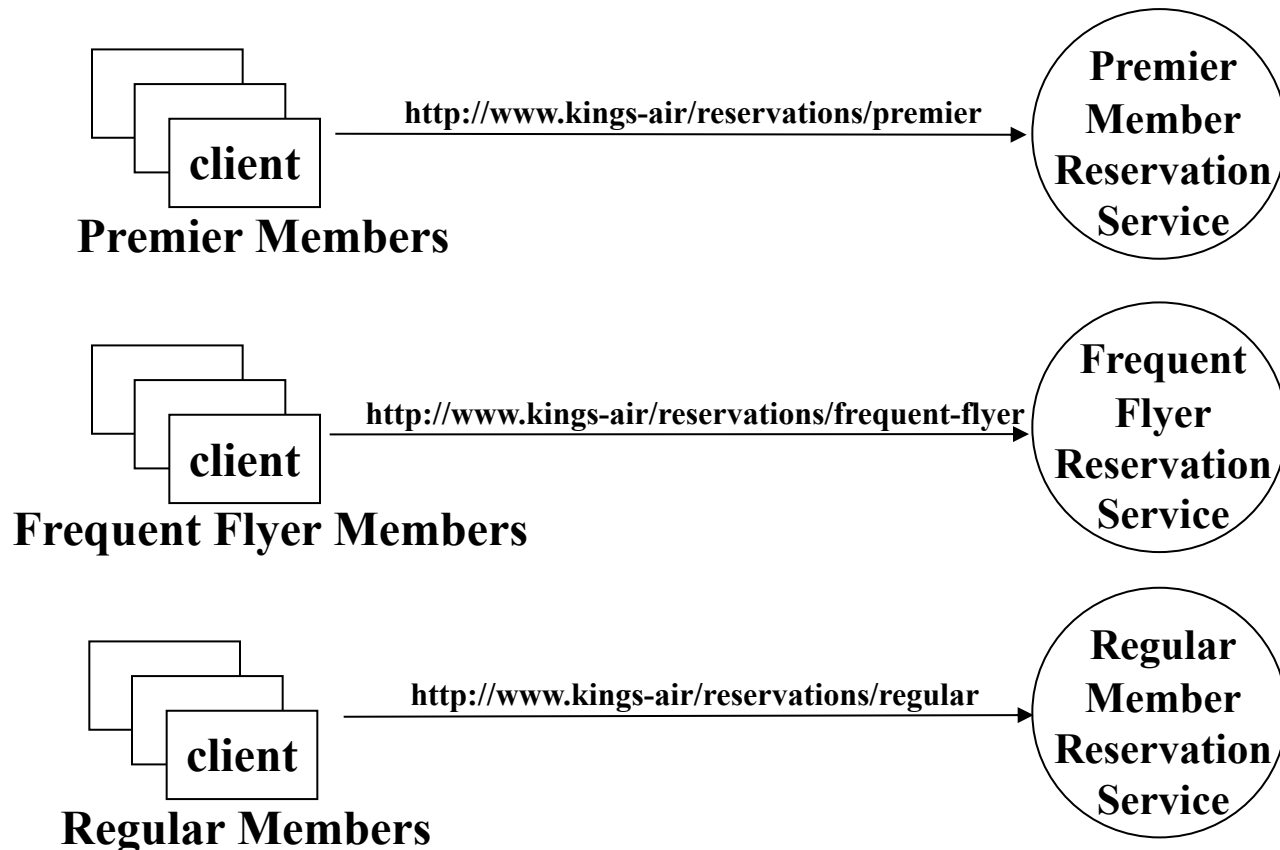 client
Premier Members
http://www.kings-air/reservations/premier
Premier
Member
Reservation
Service
client
Frequent Flyer Members
http://www.kings-air/reservations/frequent-flyer
Frequent
Flyer
Reservation
Service
client
Regular Members
http://www.kings-air/reservations/regular
Regular
Member
Reservation
Service